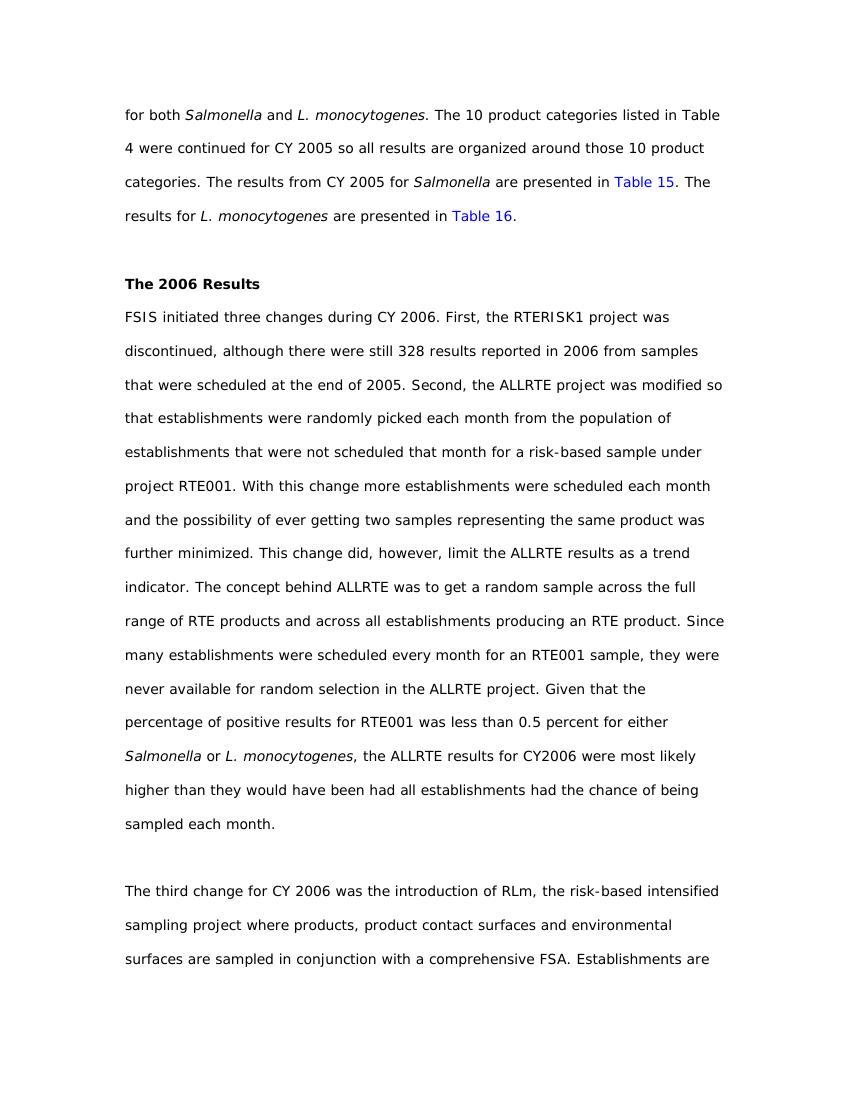 for both Salmonella and L. monocytogenes. The 10 product categories listed in Table
4 were continued for CY 2005 so all results are organized around those 10 product
categories. The results from CY 2005 for Salmonella are presented in Table 15. The
results for L. monocytogenes are presented in Table 16.
The 2006 Results
FSIS initiated three changes during CY 2006. First, the RTERISK1 project was
discontinued, although there were still 328 results reported in 2006 from samples
that were scheduled at the end of 2005. Second, the ALLRTE project was modified so
that establishments were randomly picked each month from the population of
establishments that were not scheduled that month for a risk-based sample under
project RTE001. With this change more establishments were scheduled each month
and the possibility of ever getting two samples representing the same product was
further minimized. This change did, however, limit the ALLRTE results as a trend
indicator. The concept behind ALLRTE was to get a random sample across the full
range of RTE products and across all establishments producing an RTE product. Since
many establishments were scheduled every month for an RTE001 sample, they were
never available for random selection in the ALLRTE project. Given that the
percentage of positive results for RTE001 was less than 0.5 percent for either
Salmonella or L. monocytogenes, the ALLRTE results for CY2006 were most likely
higher than they would have been had all establishments had the chance of being
sampled each month.
The third change for CY 2006 was the introduction of RLm, the risk-based intensified
sampling project where products, product contact surfaces and environmental
surfaces are sampled in conjunction with a comprehensive FSA. Establishments are